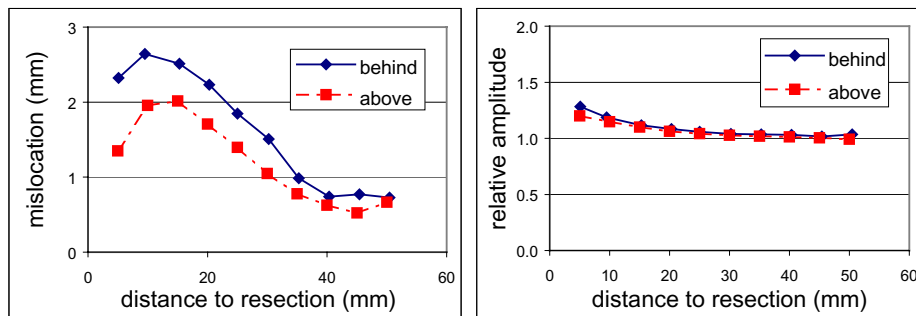 mislocation (mm)
3
2
1
0
behind
above
0
20
40
60
distance to resection (mm)
relative amplitude
2.0
1.5
1.0
0.5
0.0
behind
above
0
10
20
30
40
50
60
distance to resection (mm)